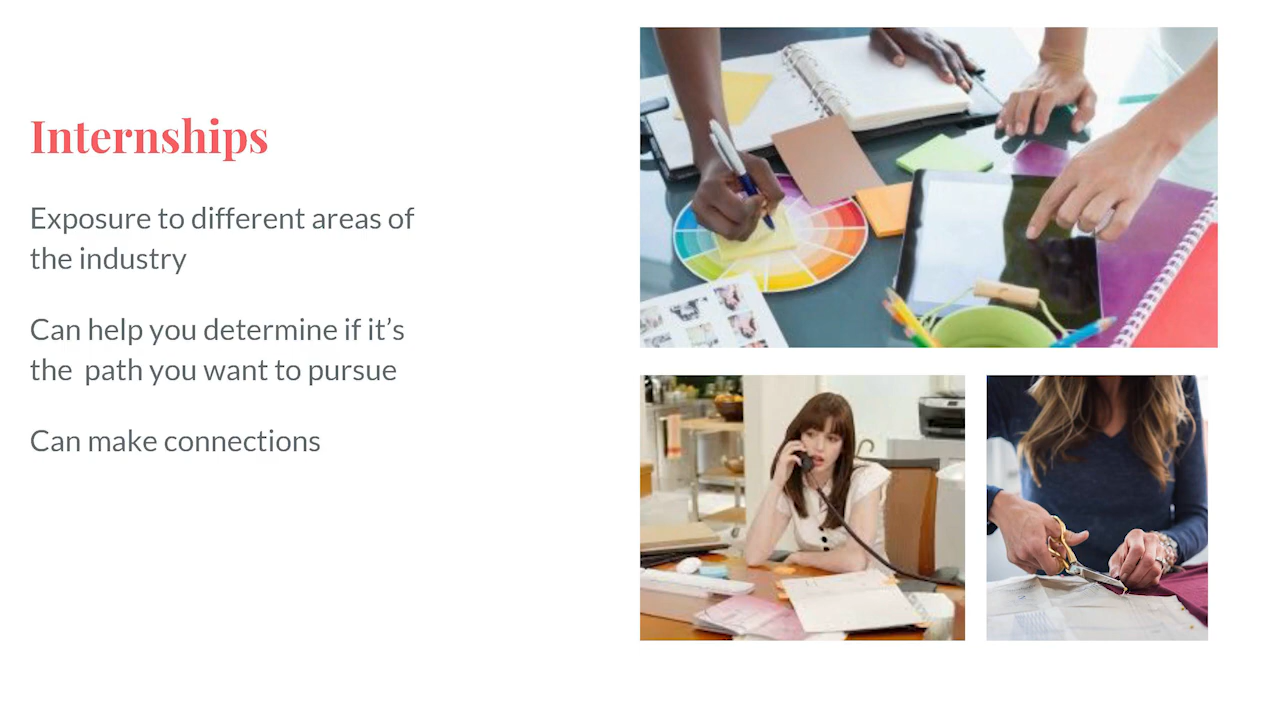 Internships
Exposure to different areas of
the industry
Can help you determine if it’s
the  path you want to pursue
Can make connections